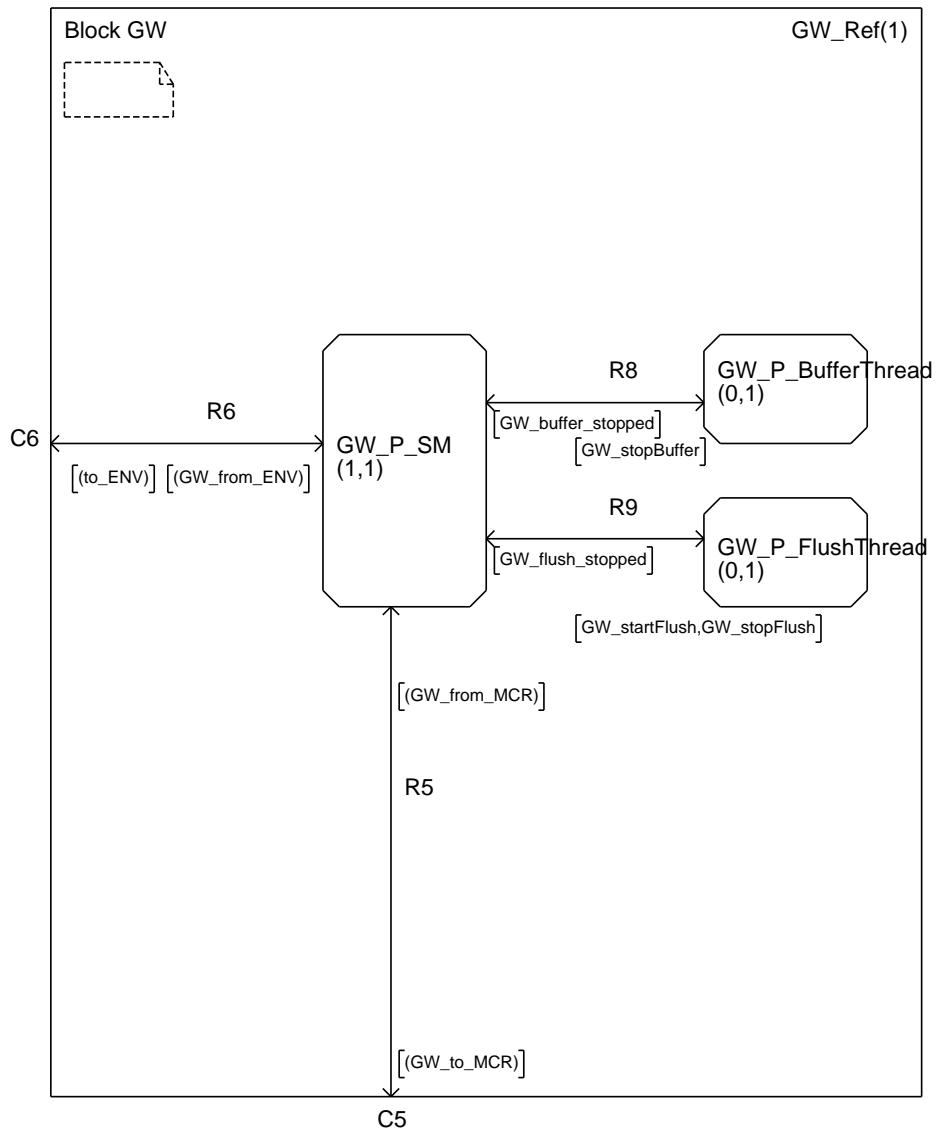 Block GW
GW_Ref(1)
R8
GW_P_BufferThread
(0,1)
[GW_buffer_stopped]
[GW_stopBuffer]
R6
C6
GW_P_SM
(1,1)
[(to_ENV)] [(GW_from_ENV)]
R9
GW_P_FlushThread
(0,1)
[GW_flush_stopped]
[GW_startFlush,GW_stopFlush]
[(GW_from_MCR)]
R5
[(GW_to_MCR)]
C5